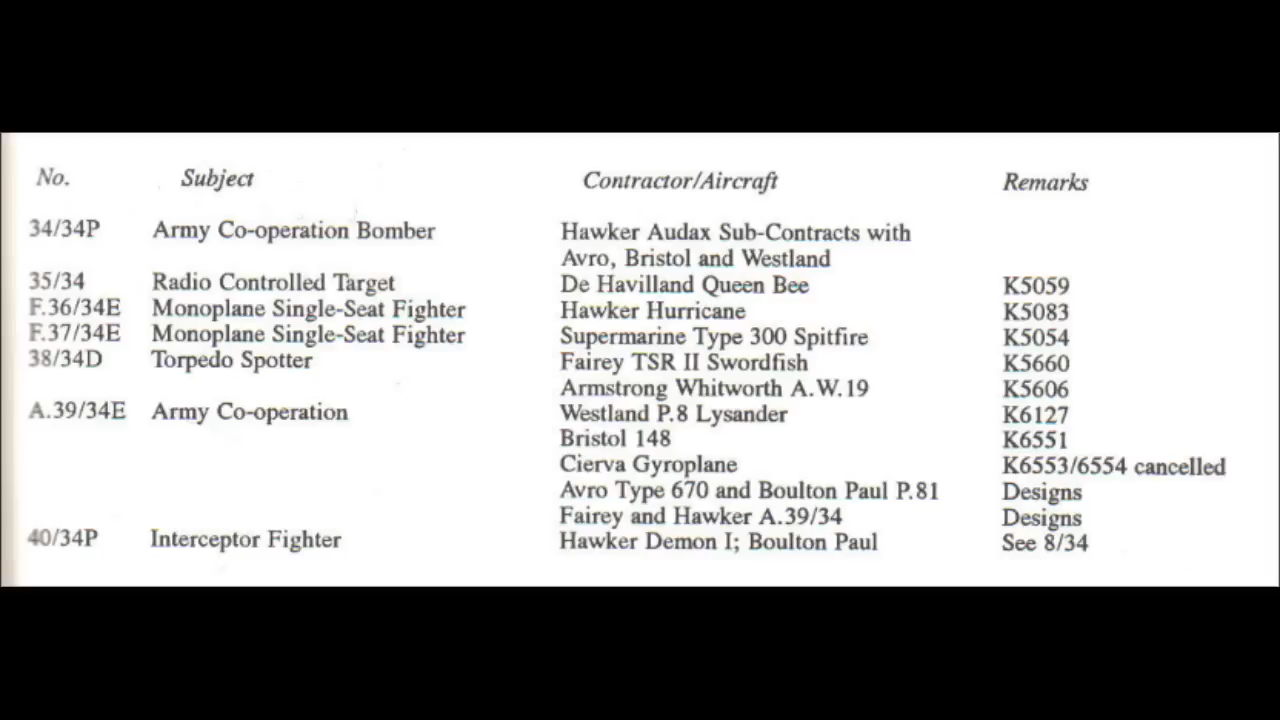 No. Subject Contractor/Aircraft Remarks
34/34P Army Co-operation Bomber Hawker Audax Sub-Contracts with
Avro, Bristol and Westland
35/34 Radio Controlled Target De Havilland Queen Bee K5059
F.36/34E Monoplane Single-Seat Fighter Hawker Hurricane K5083
F.37/34E Monoplane Single-Seat Fighter Supermarine Type 300 Spitfire K5054
38/34D Torpedo Spotter Fairey TSR II Swordfish K5660
Armstrong Whitworth A.W.19 K5606
A.39/34E Army Co-operation Westland P.8 Lysander K6127
Bristol 148 K6551
Cierva Gyroplane K6553/6554 cancelled
Avro Type 670 and Boulton Paul P.81 Designs
Fairey and Hawker A.39/34 Designs
40/34P Interceptor Fighter Hawker Demon I; Boulton Paul See 8/34